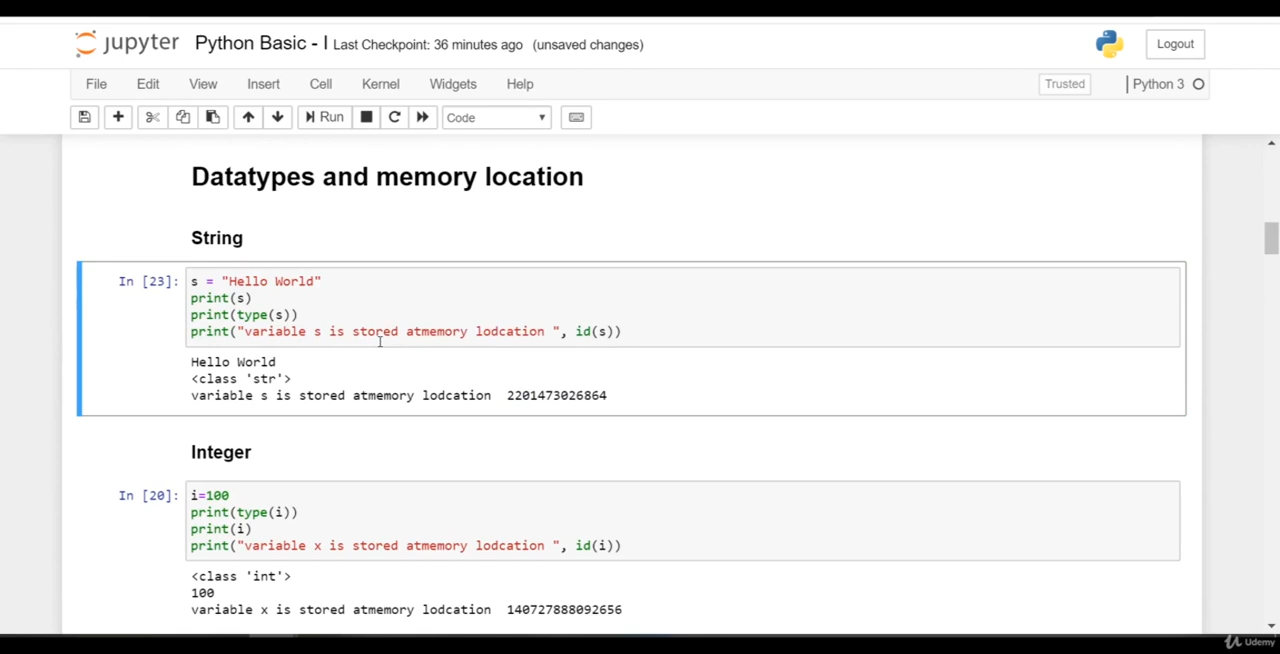 jupyter Python Basic - I Last Checkpoint: 36 minutes ago (unsaved changes) Logout
File Edit View Insert Cell Kernel Widgets Help Trusted Python 3
Run Code
Datatypes and memory location
String
In [23]: s = "Hello World"
print(s)
print(type(s))
print("variable s is stored atmemory lodcation ", id(s))
Hello World
<class 'str'>
variable s is stored atmemory lodcation  2201473026864
Integer
In [20]: i=100
print(type(i))
print(i)
print("variable x is stored atmemory lodcation ", id(i))
<class 'int'>
100
variable x is stored atmemory lodcation  140727888092656
Udemy